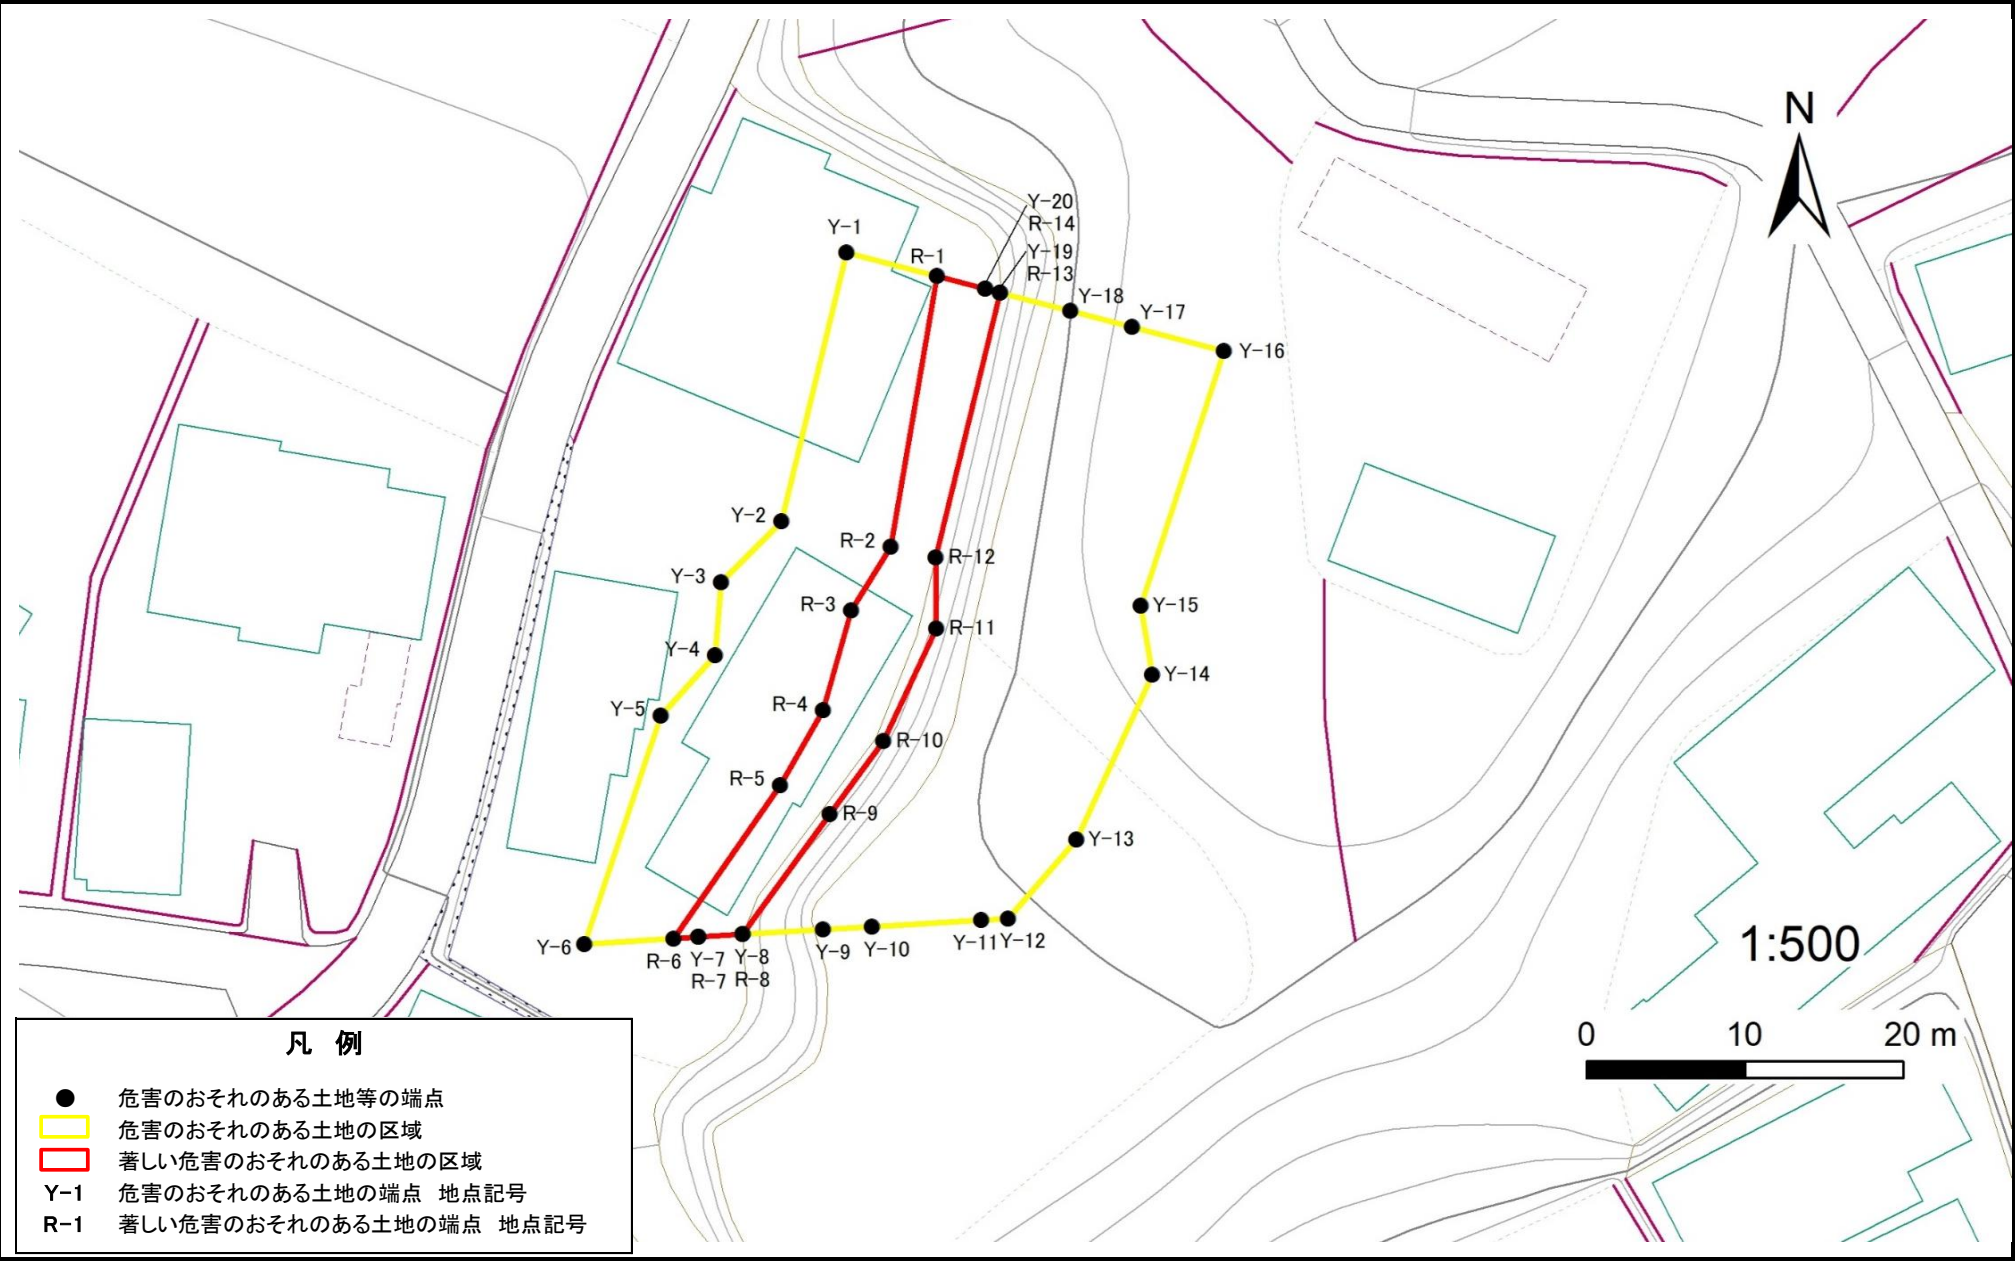 N
Y-20
R-14
Y-1
Y-19
R-1
R-13
Y-18
Y-17
Y-16
Y-2
R-2
R-12
Y-3
R-3
Y-15
R-11
Y-4
Y-14
Y-5
R-4
R-10
R-5
R-9
Y-13
Y-6
R-6
Y-7
R-7
Y-8
R-8
Y-9
Y-10
Y-11
Y-12
1:500
0 10 20 m
凡 例
危害のおそれのある土地等の端点
危害のおそれのある土地の区域
著しい危害のおそれのある土地の区域
Y-1 危害のおそれのある土地の端点 地点記号
R-1 著しい危害のおそれのある土地の端点 地点記号